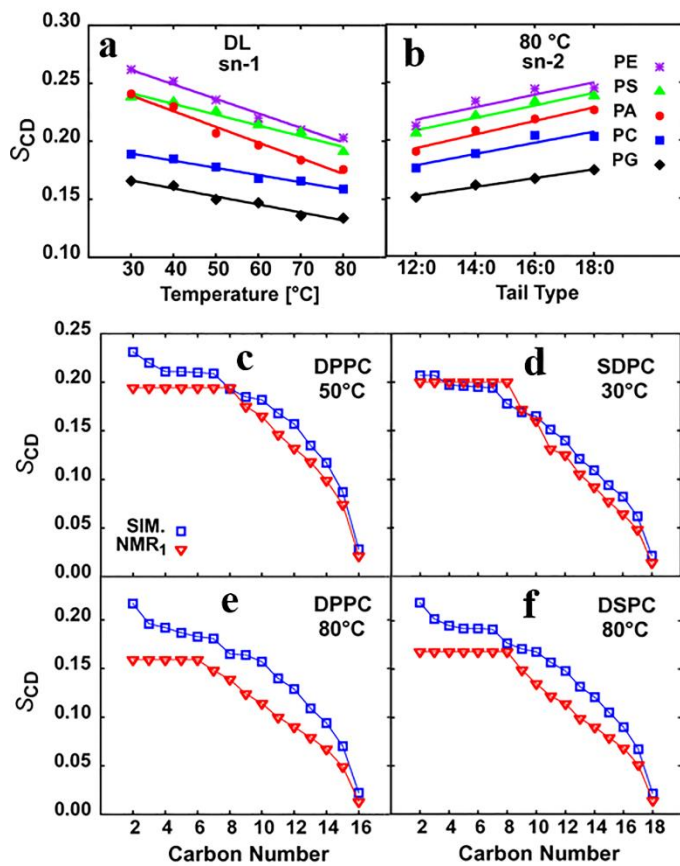 a
DL
sn-1
b
80 °C
sn-2
PE
PS
PA
PC
PG
0.30
0.25
0.20
0.15
0.10
SCD
30 40 50 60 70 80
Temperature [°C]
12:0 14:0 16:0 18:0
Tail Type
c
DPPC
50°C
d
SDPC
30°C
0.25
0.20
0.15
0.10
0.05
0.00
SCD
SIM.
NMR1
e
DPPC
80°C
f
DSPC
80°C
0.20
0.15
0.10
0.05
0.00
SCD
2 4 6 8 10 12 14 16
Carbon Number
2 4 6 8 10 12 14 16 18
Carbon Number